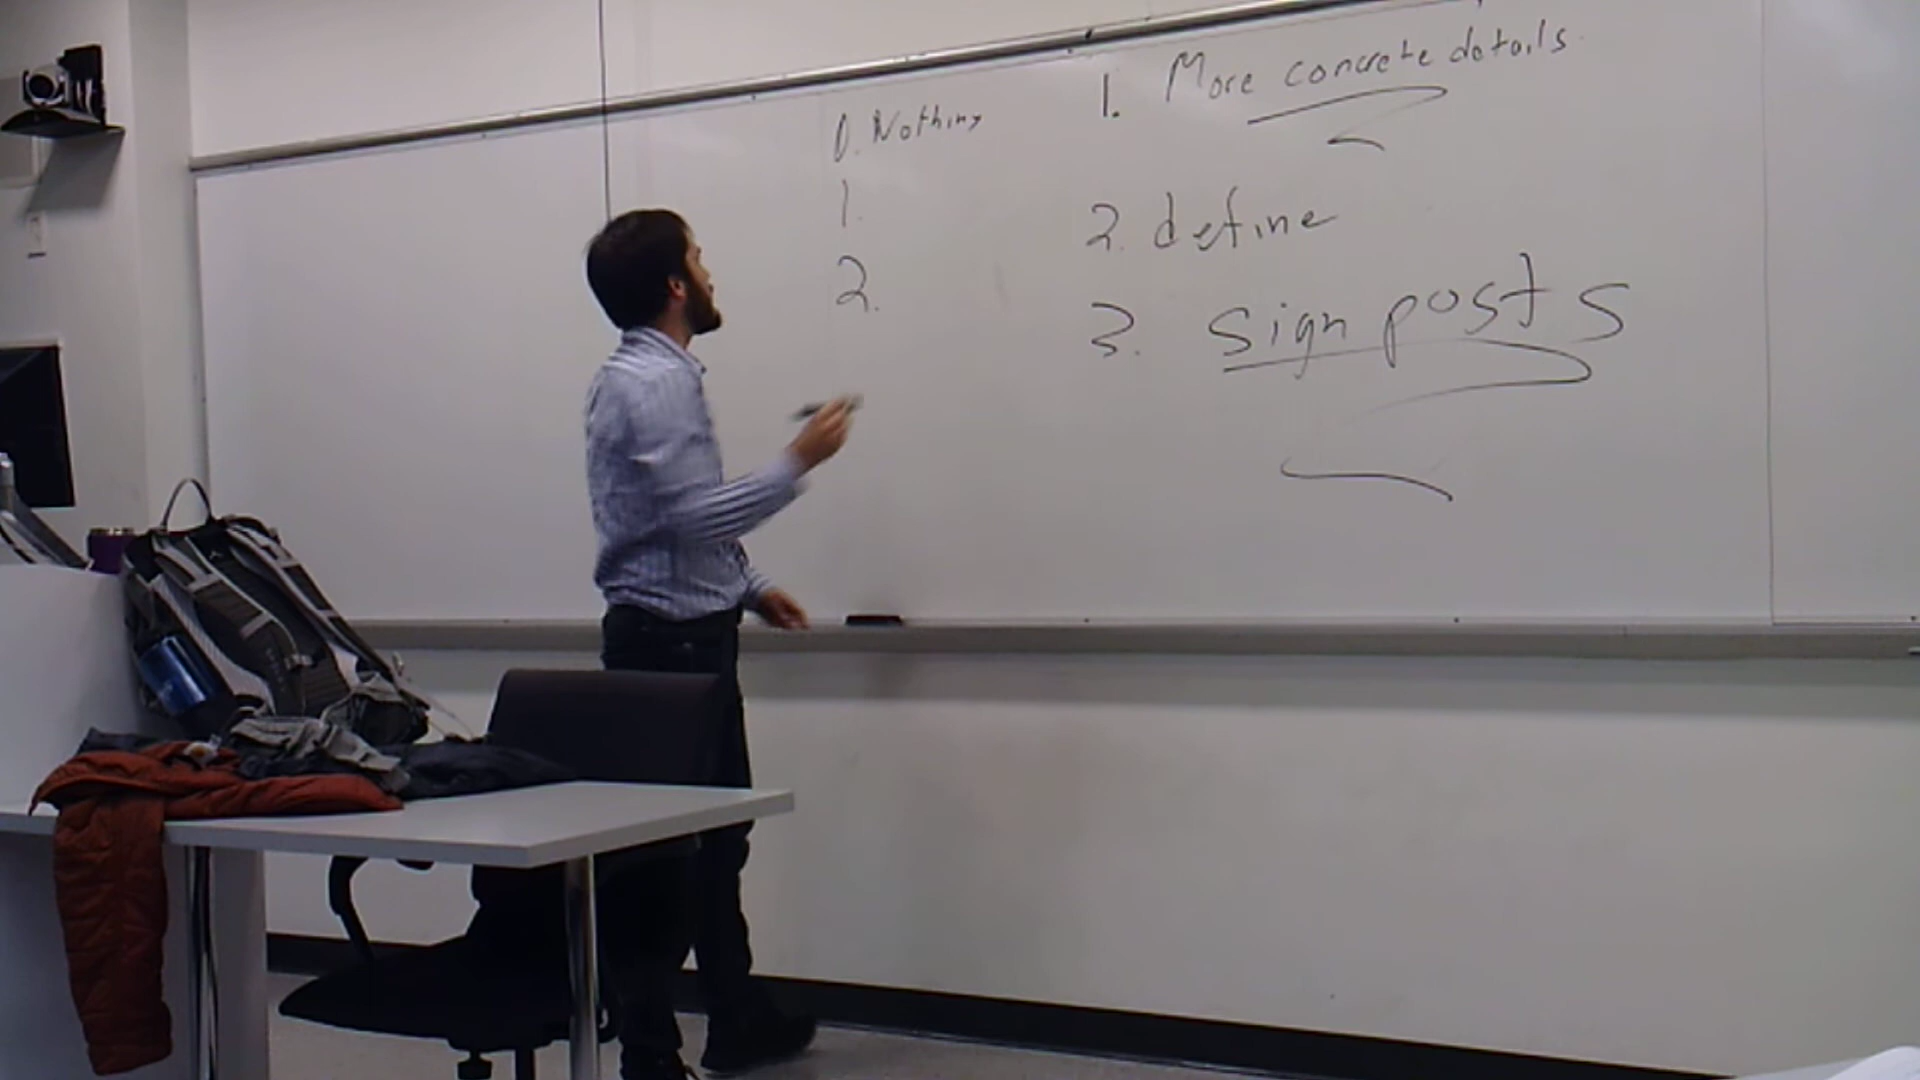 0. Nothing
1.
2.
1. More concrete details.
2. define
3. sign posts